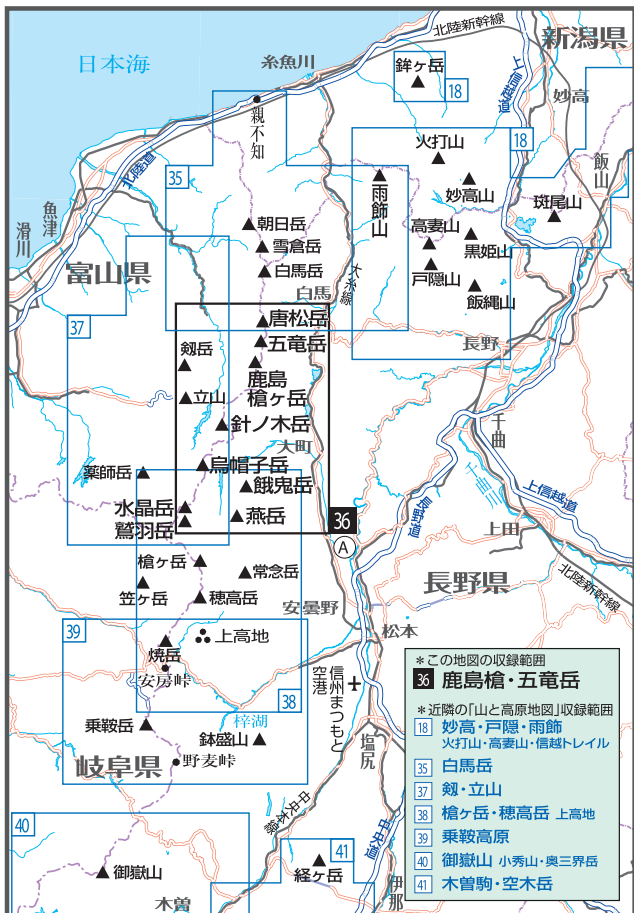 北陸新幹線
新潟県
日本海
糸魚川
鉾ヶ岳
18
上信越道
妙高
親不知
火打山
18
飯山
北陸道
35
雨飾山
妙高山
斑尾山
魚津
滑川
朝日岳
高妻山
黒姫山
雪倉岳
戸隠山
白馬岳
大糸線
富山県
白馬
飯縄山
37
唐松岳
五竜岳
長野
剱岳
鹿島
槍ヶ岳
立山
針ノ木岳
千曲
大町
烏帽子岳
薬師岳
餓鬼岳
千曲川
上信越道
水晶岳
鷲羽岳
燕岳
36
A
長野道
上田
槍ヶ岳
常念岳
長野県
北陸新幹線
笠ヶ岳
穂高岳
安曇野
39
上高地
松本
焼岳
安房峠
信州まつもと
空港
38
梓湖
乗鞍岳
鉢盛山
塩尻
岐阜県
野麦峠
中央本線
中央道
40
41
御嶽山
経ヶ岳
木曽
伊那
*この地図の収録範囲
36 鹿島槍・五竜岳
*近隣の「山と高原地図」収録範囲
18 妙高・戸隠・雨飾
火打山・高妻山・信越トレイル
35 白馬岳
37 剱・立山
38 槍ヶ岳・穂高岳 上高地
39 乗鞍高原
40 御嶽山 小秀山・奥三界岳
41 木曽駒・空木岳